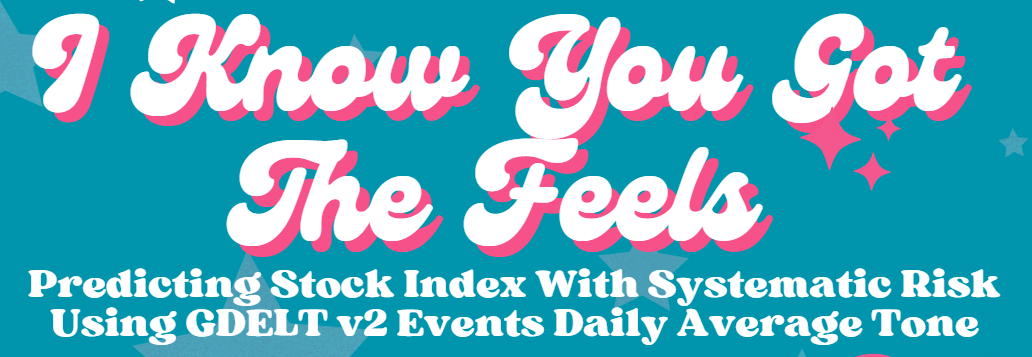 I Know You Got
The Feels
Predicting Stock Index With Systematic Risk
Using GDELT v2 Events Daily Average Tone